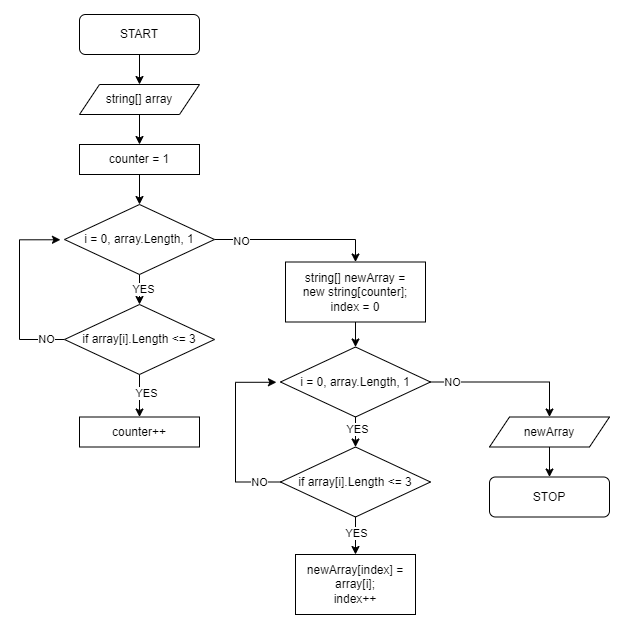 START
string[] array
counter = 1
i = 0, array.Length, 1
NO
YES
if array[i].Length <= 3
NO
YES
counter++
string[] newArray =
new string[counter];
index = 0
i = 0, array.Length, 1
NO
YES
if array[i].Length <= 3
NO
YES
newArray[index] =
array[i];
index++
newArray
STOP